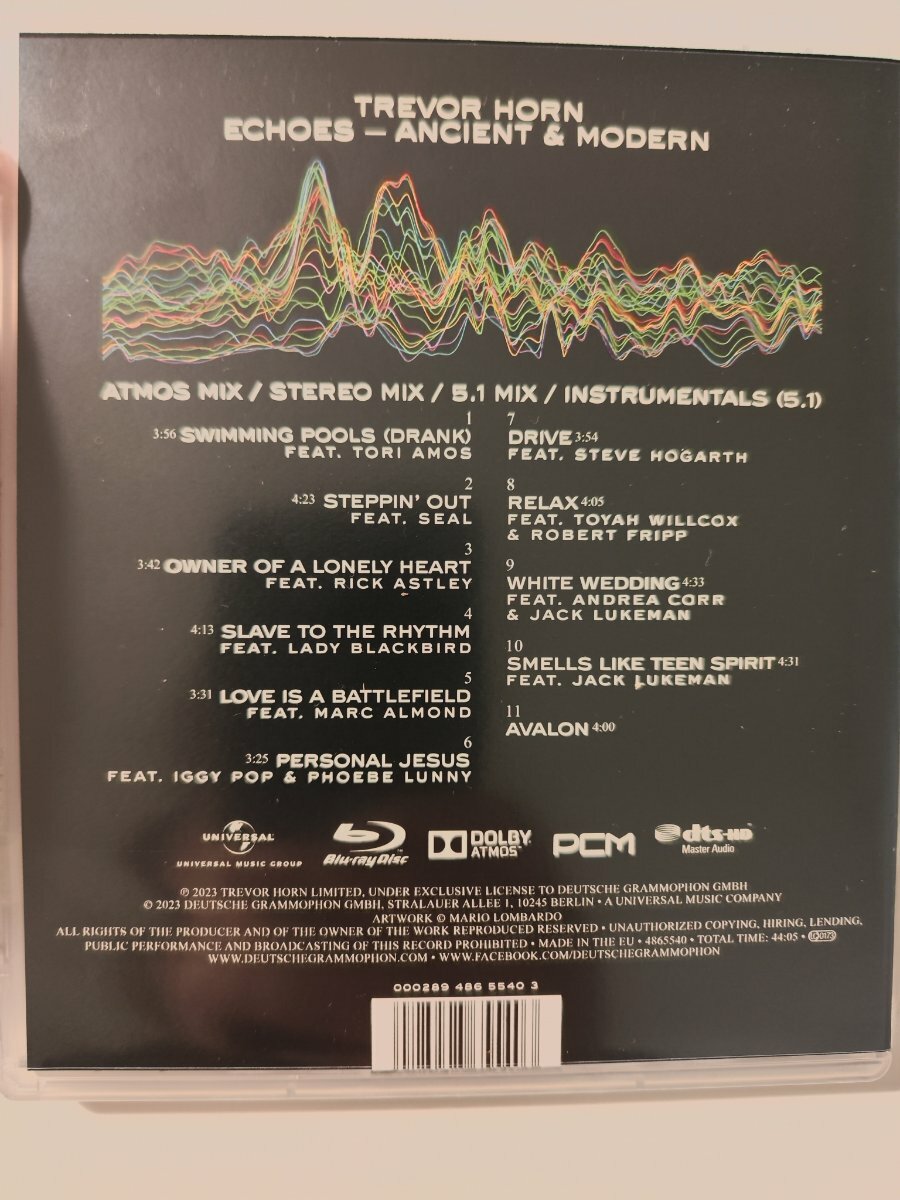 TREVOR HORN
ECHOES – ANCIENT & MODERN
ATMOS MIX / STEREO MIX / 5.1 MIX / INSTRUMENTALS (5.1)
1
3:56 SWIMMING POOLS (DRANK)
FEAT. TORI AMOS
2
4:23 STEPPIN' OUT
FEAT. SEAL
3
3:42 OWNER OF A LONELY HEART
FEAT. RICK ASTLEY
4
4:13 SLAVE TO THE RHYTHM
FEAT. LADY BLACKBIRD
5
3:31 LOVE IS A BATTLEFIELD
FEAT. MARC ALMOND
6
3:25 PERSONAL JESUS
FEAT. IGGY POP & PHOEBE LUNNY
7
DRIVE 3:54
FEAT. STEVE HOGARTH
8
RELAX 4:05
FEAT. TOYAH WILLCOX
& ROBERT FRIPP
9
WHITE WEDDING 4:33
FEAT. ANDREA CORR
& JACK LUKEMAN
10
SMELLS LIKE TEEN SPIRIT 4:31
FEAT. JACK LUKEMAN
11
AVALON 4:00
UNIVERSAL
UNIVERSAL MUSIC GROUP
Blu-ray Disc
DOLBY
ATMOS
PCM
dts-HD
Master Audio
℗ 2023 TREVOR HORN LIMITED, UNDER EXCLUSIVE LICENSE TO DEUTSCHE GRAMMOPHON GMBH
© 2023 DEUTSCHE GRAMMOPHON GMBH, STRALAUER ALLEE 1, 10245 BERLIN • A UNIVERSAL MUSIC COMPANY
ARTWORK © MARIO LOMBARDO
ALL RIGHTS OF THE PRODUCER AND OF THE OWNER OF THE WORK REPRODUCED RESERVED • UNAUTHORIZED COPYING, HIRING, LENDING,
PUBLIC PERFORMANCE AND BROADCASTING OF THIS RECORD PROHIBITED • MADE IN THE EU • 4865540 • TOTAL TIME: 44:05 • LC 0173
WWW.DEUTSCHEGRAMMOPHON.COM • WWW.FACEBOOK.COM/DEUTSCHEGRAMMOPHON
000289 486 5540 3